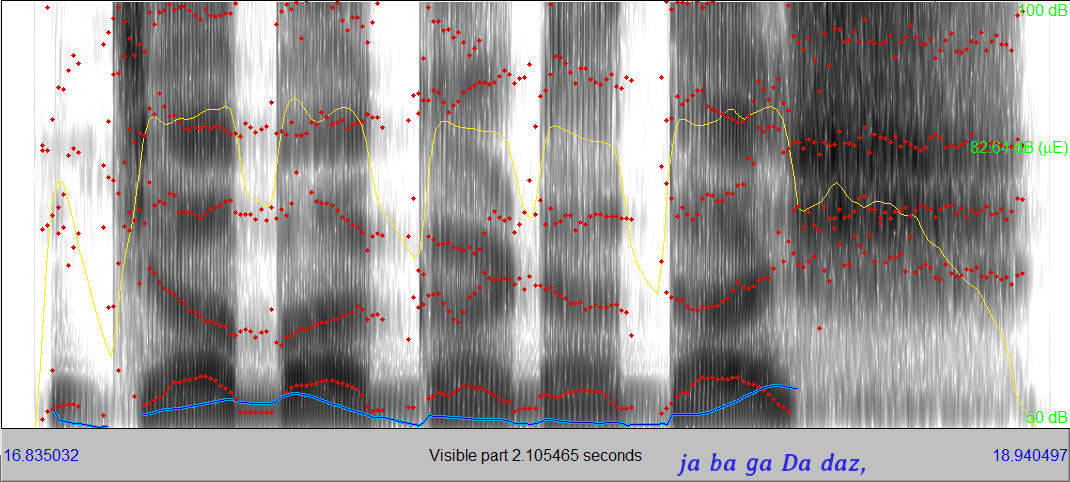 100 dB
82.04 dB (µE)
50 dB
16.835032 Visible part 2.105465 seconds 18.940497
ja ba ga Da daz,